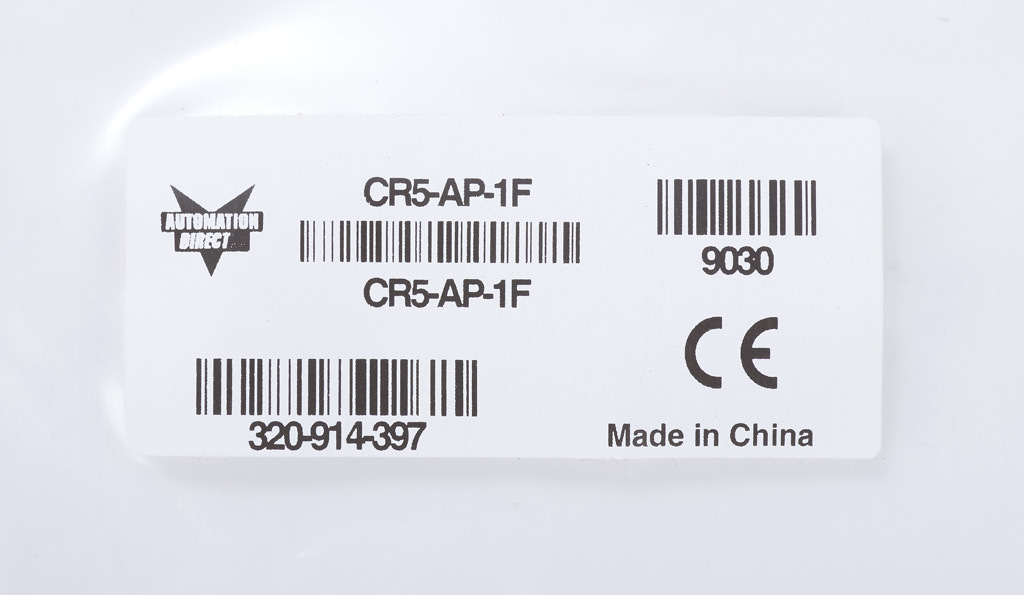 AUTOMATION
DIRECT
CR5-AP-1F
CR5-AP-1F
9030
CE
320-914-397
Made in China